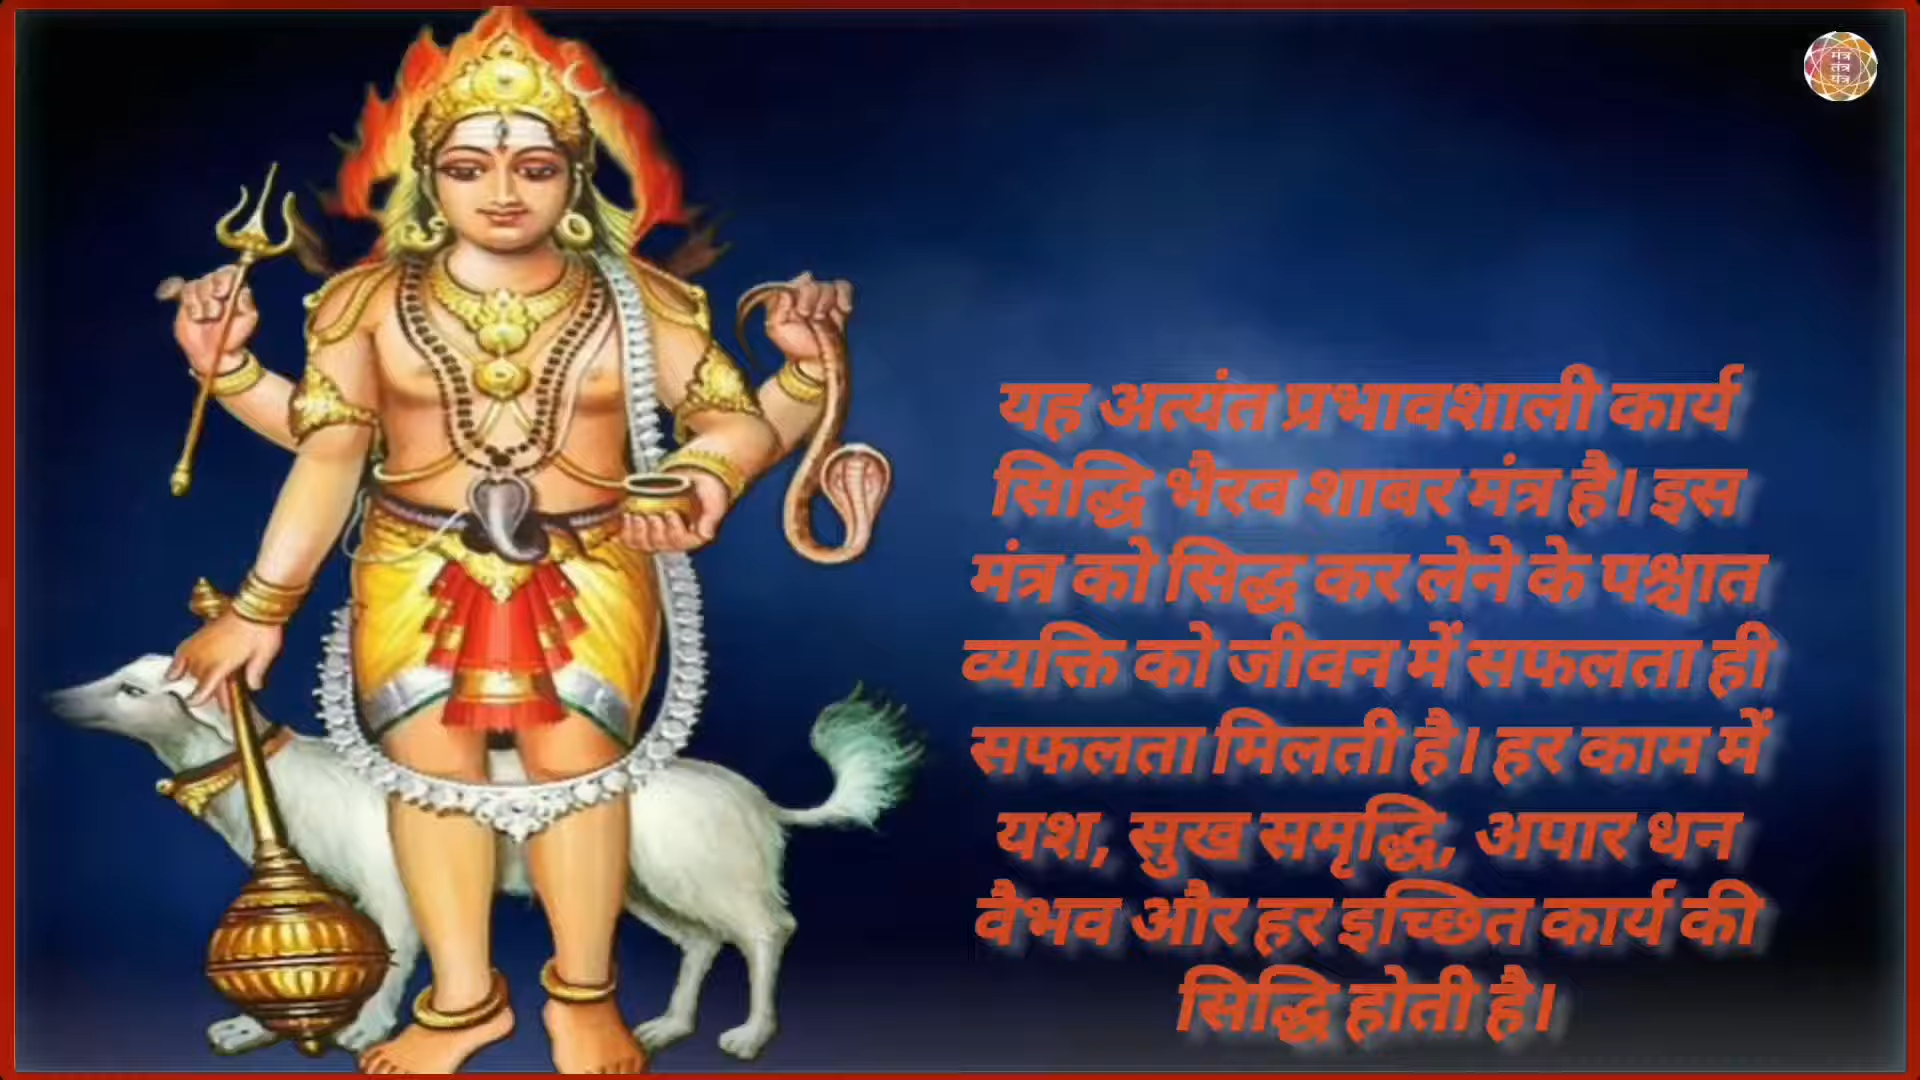 मंत्र
तंत्र
यंत्र
यह अत्यंत प्रभावशाली कार्य
सिद्धि भैरव शाबर मंत्र है। इस
मंत्र को सिद्ध कर लेने के पश्चात
व्यक्ति को जीवन में सफलता ही
सफलता मिलती है। हर काम में
यश, सुख समृद्धि, अपार धन
वैभव और हर इच्छित कार्य की
सिद्धि होती है।